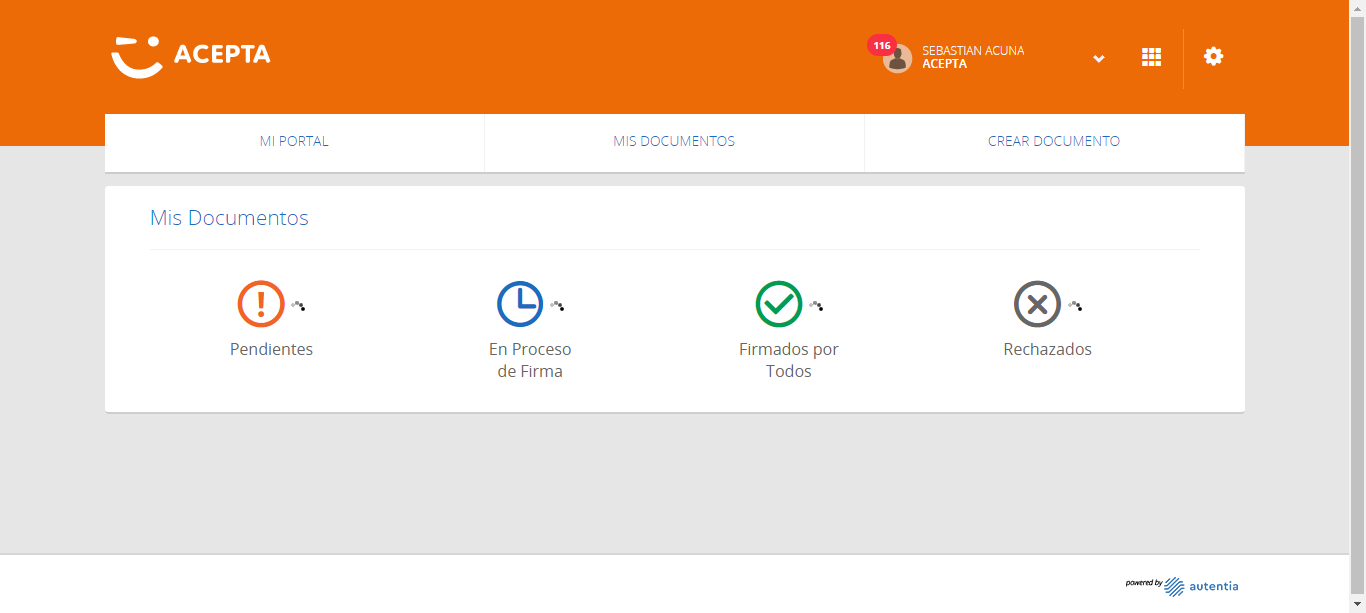 ACEPTA
116
SEBASTIAN ACUNA
ACEPTA
MI PORTAL
MIS DOCUMENTOS
CREAR DOCUMENTO
Mis Documentos
Pendientes
En Proceso
de Firma
Firmados por
Todos
Rechazados
powered by autentia